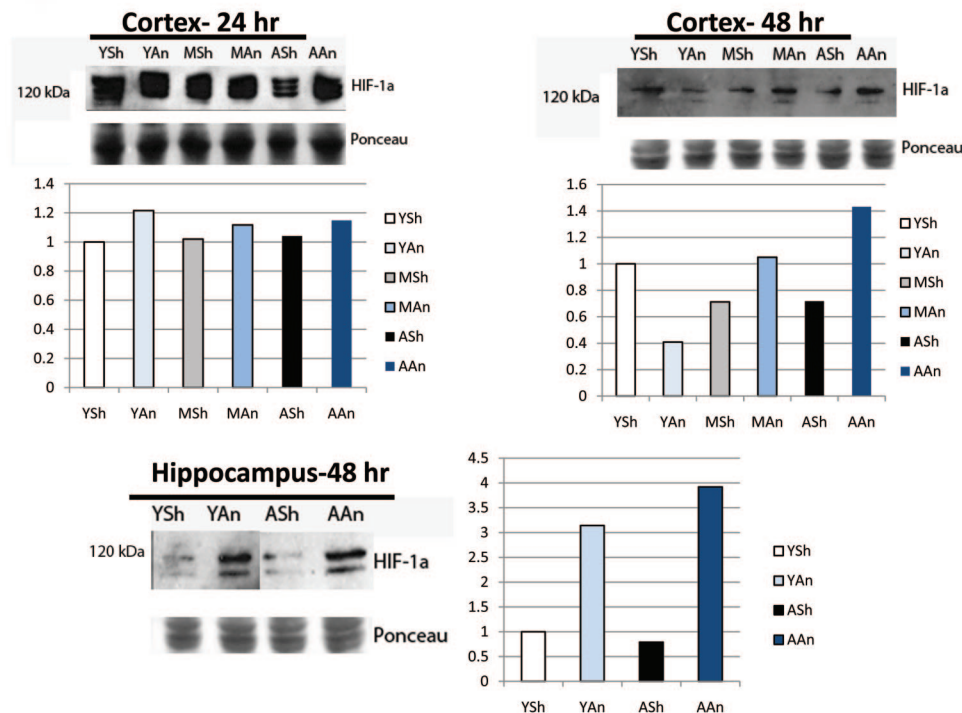 Cortex- 24 hr
YSh YAn MSh MAn ASh AAn
120 kDa
HIF-1a
Ponceau
1.4
1.2
1
0.8
0.6
0.4
0.2
0
YSh YAn MSh MAn ASh AAn
YSh
YAn
MSh
MAn
ASh
AAn
Cortex- 48 hr
YSh YAn MSh MAn ASh AAn
120 kDa
HIF-1a
Ponceau
1.6
1.4
1.2
1
0.8
0.6
0.4
0.2
0
YSh YAn MSh MAn ASh AAn
YSh
YAn
MSh
MAn
ASh
AAn
Hippocampus-48 hr
YSh YAn ASh AAn
120 kDa
HIF-1a
Ponceau
4.5
4
3.5
3
2.5
2
1.5
1
0.5
0
YSh YAn ASh AAn
YSh
YAn
ASh
AAn